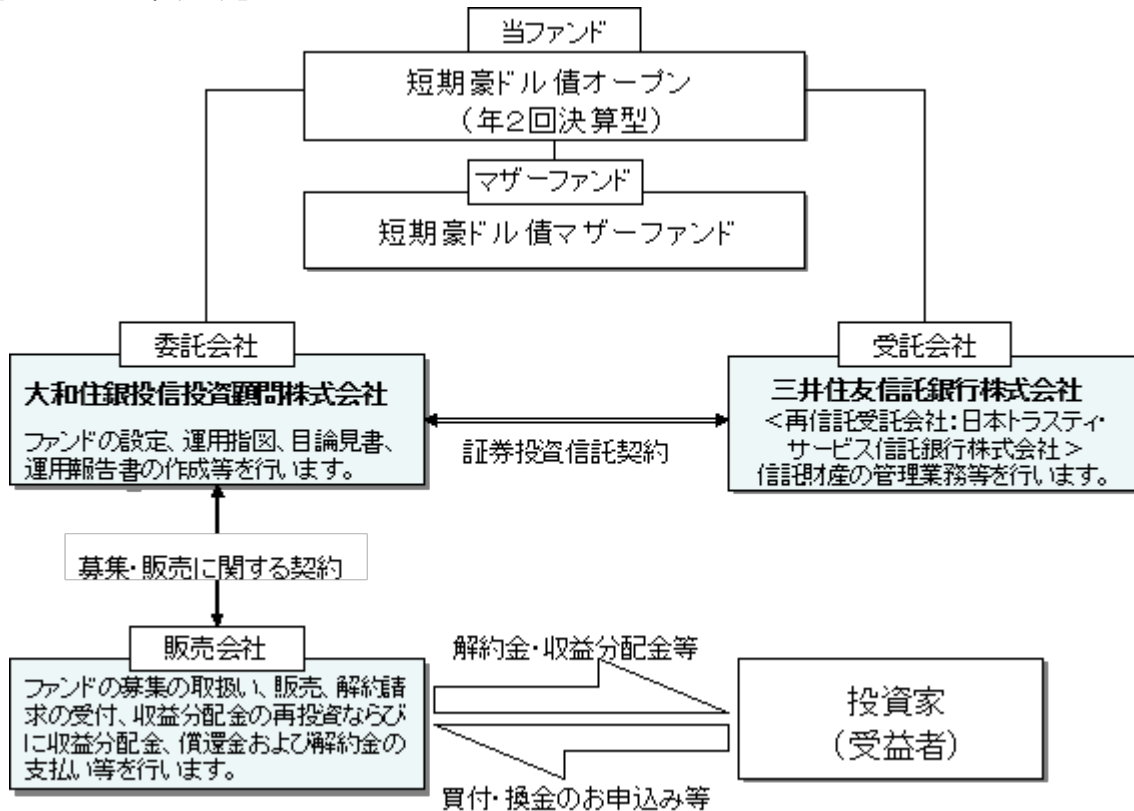 当ファンド
短期豪ドル債オープン
（年２回決算型）
マザーファンド
短期豪ドル債マザーファンド
委託会社
大和住銀投信投資顧問株式会社
ファンドの設定、運用指図、目論見書、
運用報告書の作成等を行います。
証券投資信託契約
受託会社
三井住友信託銀行株式会社
＜再信託受託会社：日本トラスティ・
サービス信託銀行株式会社＞
信託財産の管理業務等を行います。
募集・販売に関する契約
販売会社
ファンドの募集の取扱い、販売、解約請
求の受付、収益分配金の再投資ならび
に収益分配金、償還金および解約金の
支払い等を行います。
解約金・収益分配金等
買付・換金のお申込み等
投資家
（受益者）